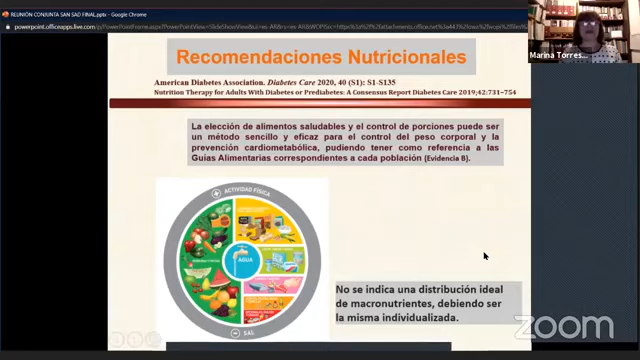 REUNIÓN CONJUNTA SAN SAD FINAL.pptx - Google Chrome
Marina Torres...
Recomendaciones Nutricionales
American Diabetes Association. Diabetes Care 2020, 40 (S1): S1-S135
Nutrition Therapy for Adults With Diabetes or Prediabetes: A Consensus Report Diabetes Care 2019;42:731–754
La elección de alimentos saludables y el control de porciones puede ser
un método sencillo y eficaz para el control del peso corporal y la
prevención cardiometabólica, pudiendo tener como referencia a las
Guías Alimentarias correspondientes a cada población (Evidencia B).
ACTIVIDAD FÍSICA
AGUA
SAL
No se indica una distribución ideal
de macronutrientes, debiendo ser
la misma individualizada.
zoom